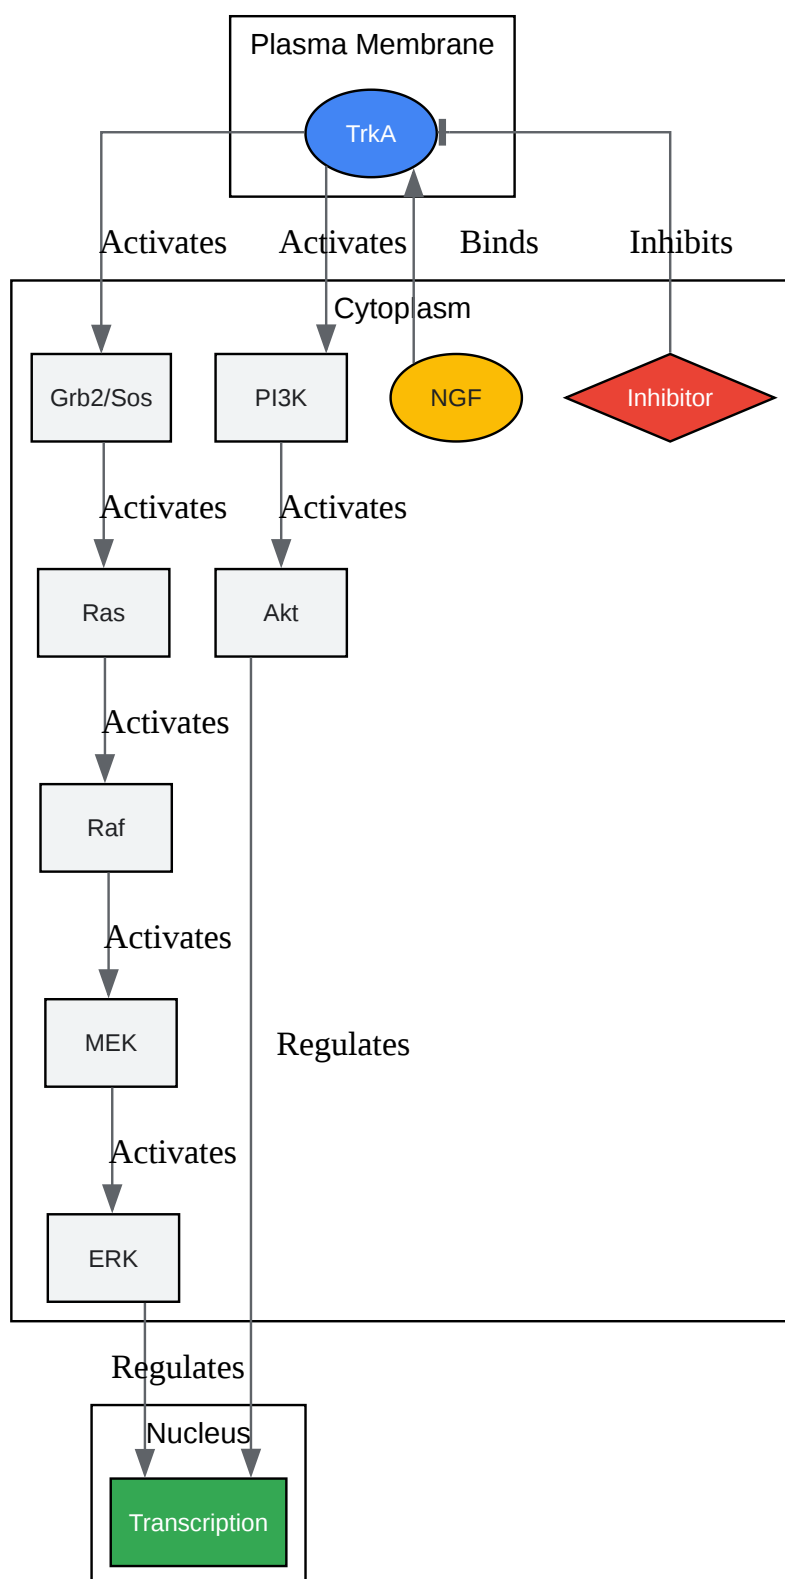 Plasma Membrane
TrkA
Activates
Activates
Binds
Inhibits
Cytoplasm
Grb2/Sos
PI3K
NGF
Inhibitor
Activates
Activates
Ras
Akt
Activates
Raf
Activates
MEK
Regulates
Activates
ERK
Regulates
Nucleus
Transcription